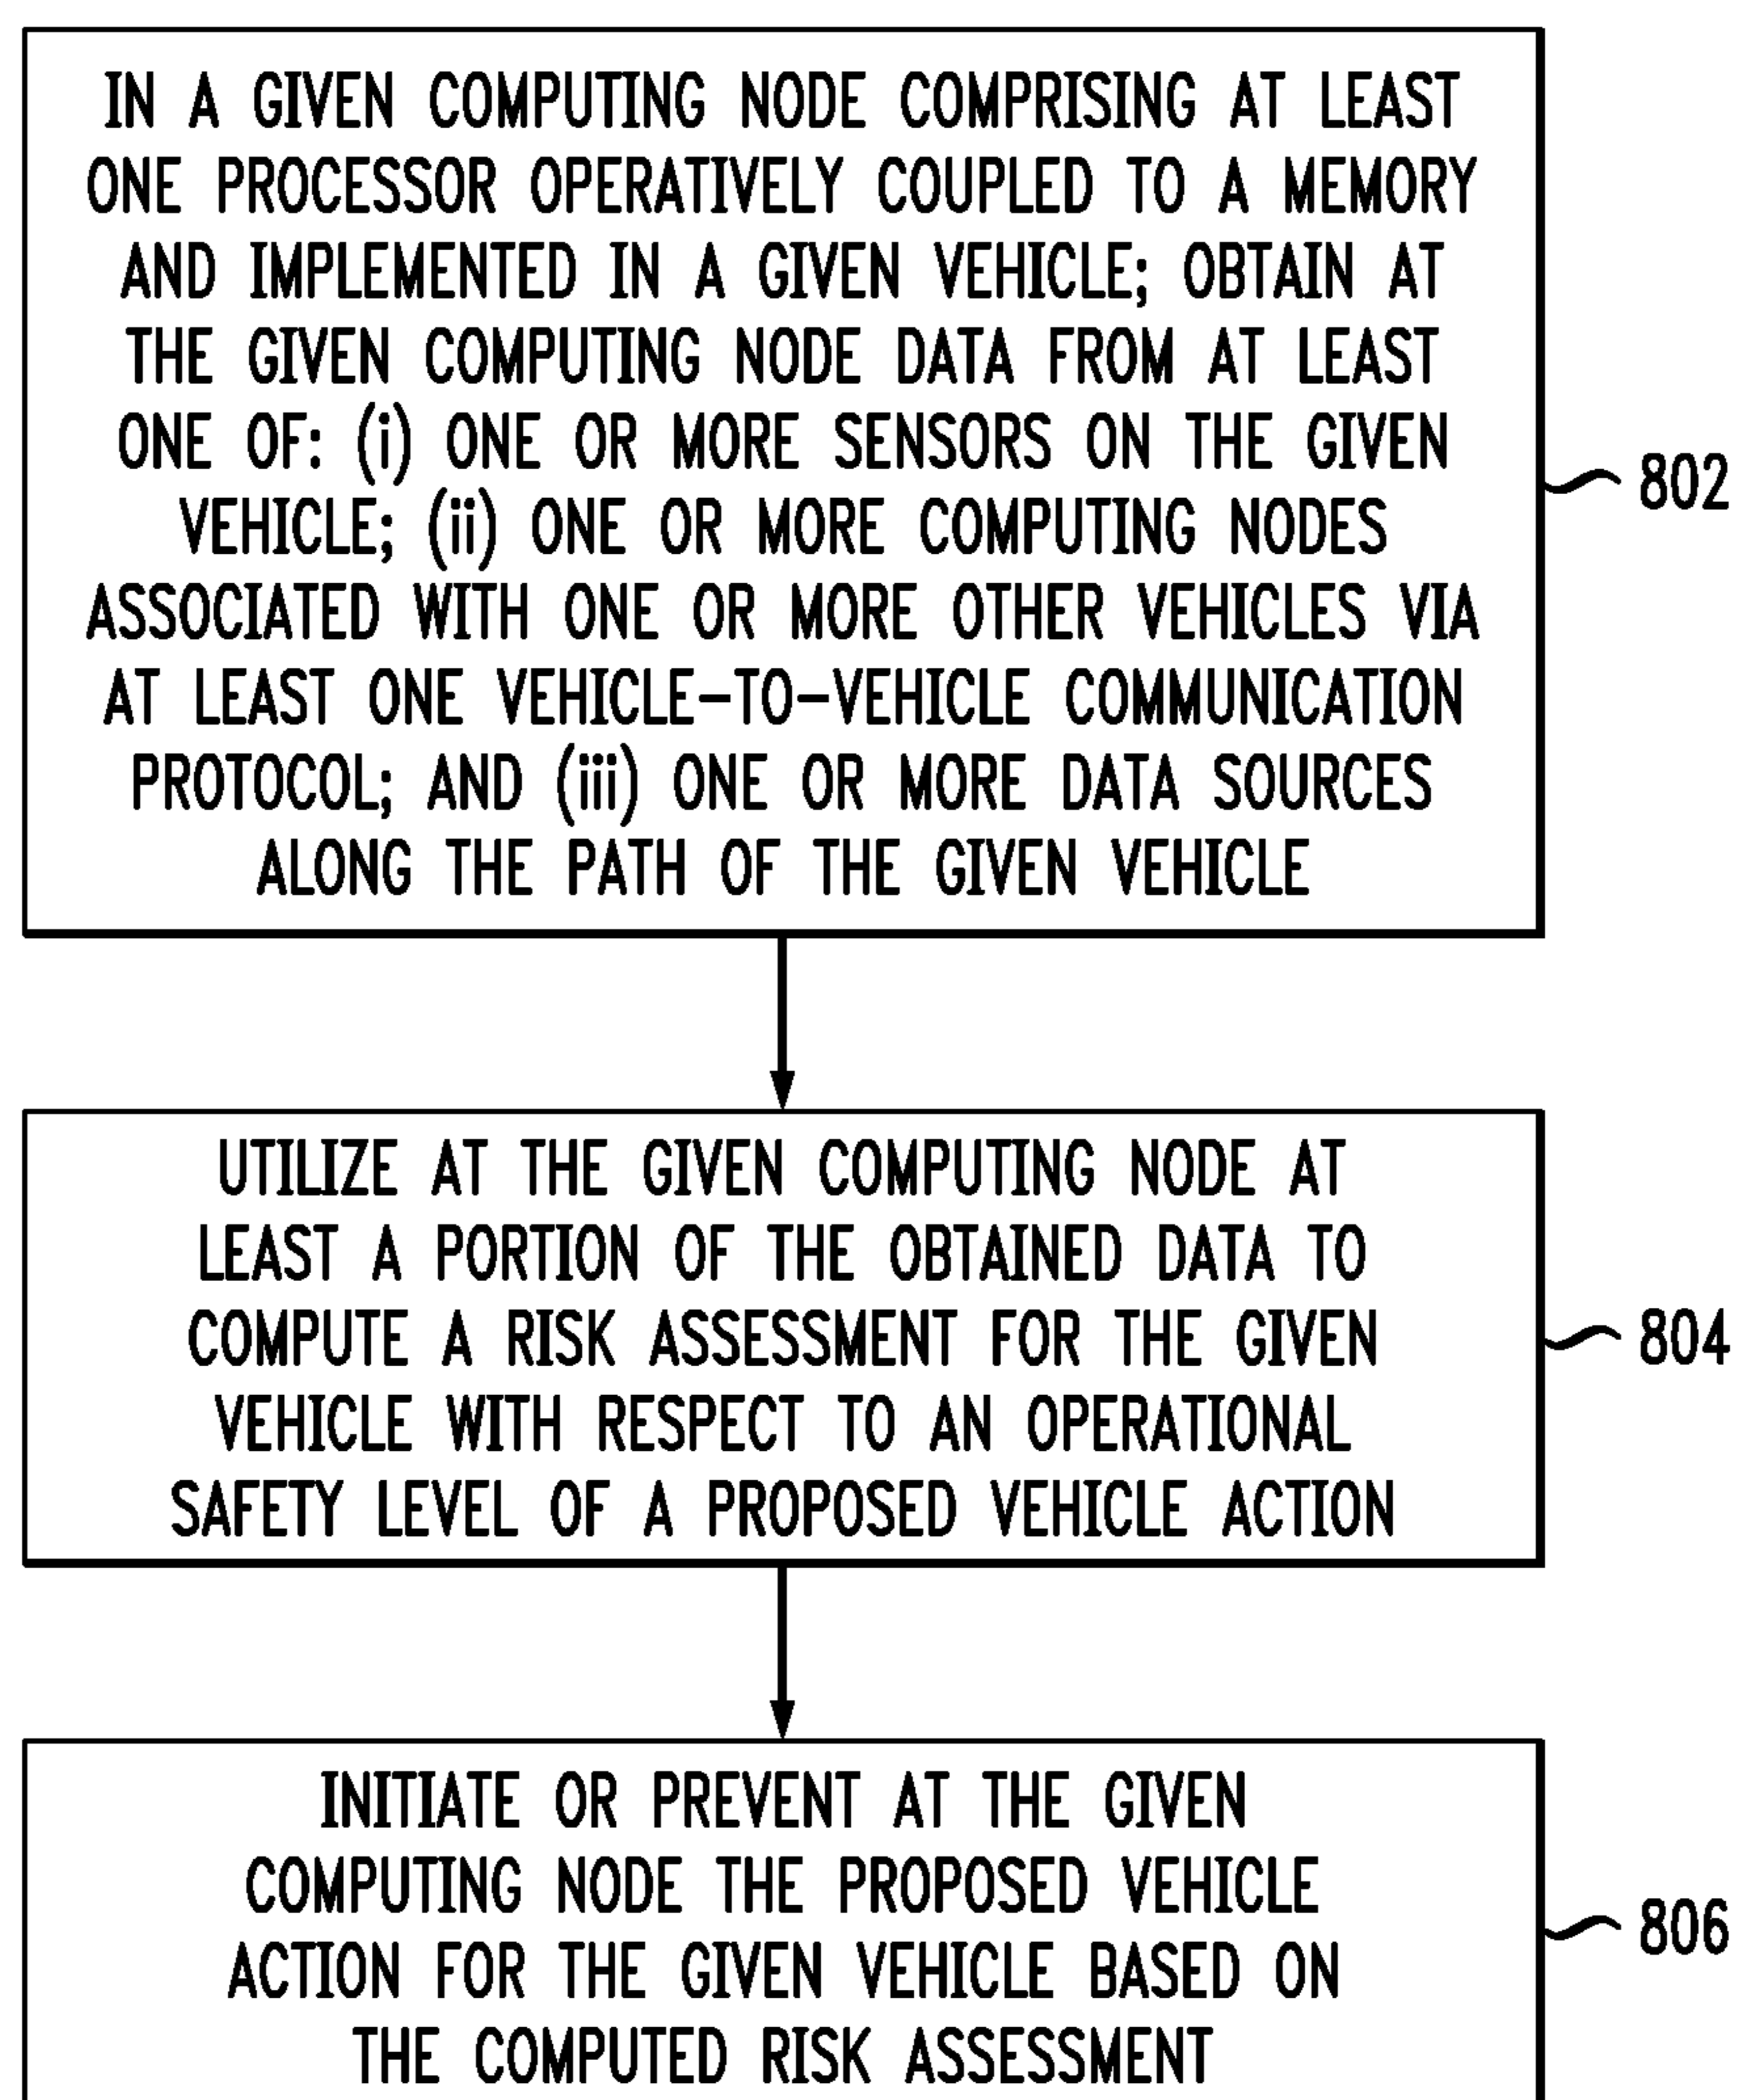 IN A GIVEN COMPUTING NODE COMPRISING AT LEAST
ONE PROCESSOR OPERATIVELY COUPLED TO A MEMORY
AND IMPLEMENTED IN A GIVEN VEHICLE; OBTAIN AT
THE GIVEN COMPUTING NODE DATA FROM AT LEAST
ONE OF: (i) ONE OR MORE SENSORS ON THE GIVEN
VEHICLE; (ii) ONE OR MORE COMPUTING NODES
ASSOCIATED WITH ONE OR MORE OTHER VEHICLES VIA
AT LEAST ONE VEHICLE-TO-VEHICLE COMMUNICATION
PROTOCOL; AND (iii) ONE OR MORE DATA SOURCES
ALONG THE PATH OF THE GIVEN VEHICLE
802
UTILIZE AT THE GIVEN COMPUTING NODE AT
LEAST A PORTION OF THE OBTAINED DATA TO
COMPUTE A RISK ASSESSMENT FOR THE GIVEN
VEHICLE WITH RESPECT TO AN OPERATIONAL
SAFETY LEVEL OF A PROPOSED VEHICLE ACTION
804
INITIATE OR PREVENT AT THE GIVEN
COMPUTING NODE THE PROPOSED VEHICLE
ACTION FOR THE GIVEN VEHICLE BASED ON
THE COMPUTED RISK ASSESSMENT
806